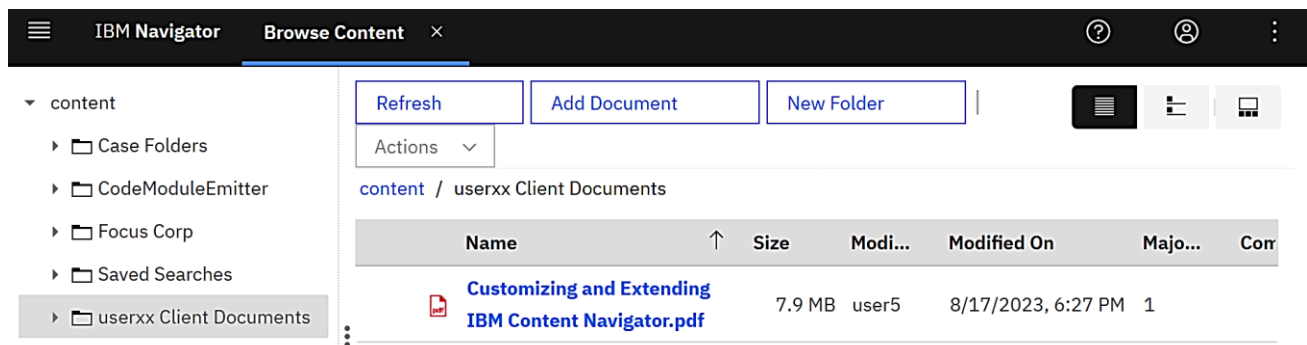 IBM Navigator Browse Content ×
content
Refresh Add Document New Folder
Actions
Case Folders
CodeModuleEmitter
content / userxx Client Documents
Focus Corp
Name Size Modi... Modified On Majo... Com
Saved Searches
Customizing and Extending
IBM Content Navigator.pdf 7.9 MB user5 8/17/2023, 6:27 PM 1
userxx Client Documents